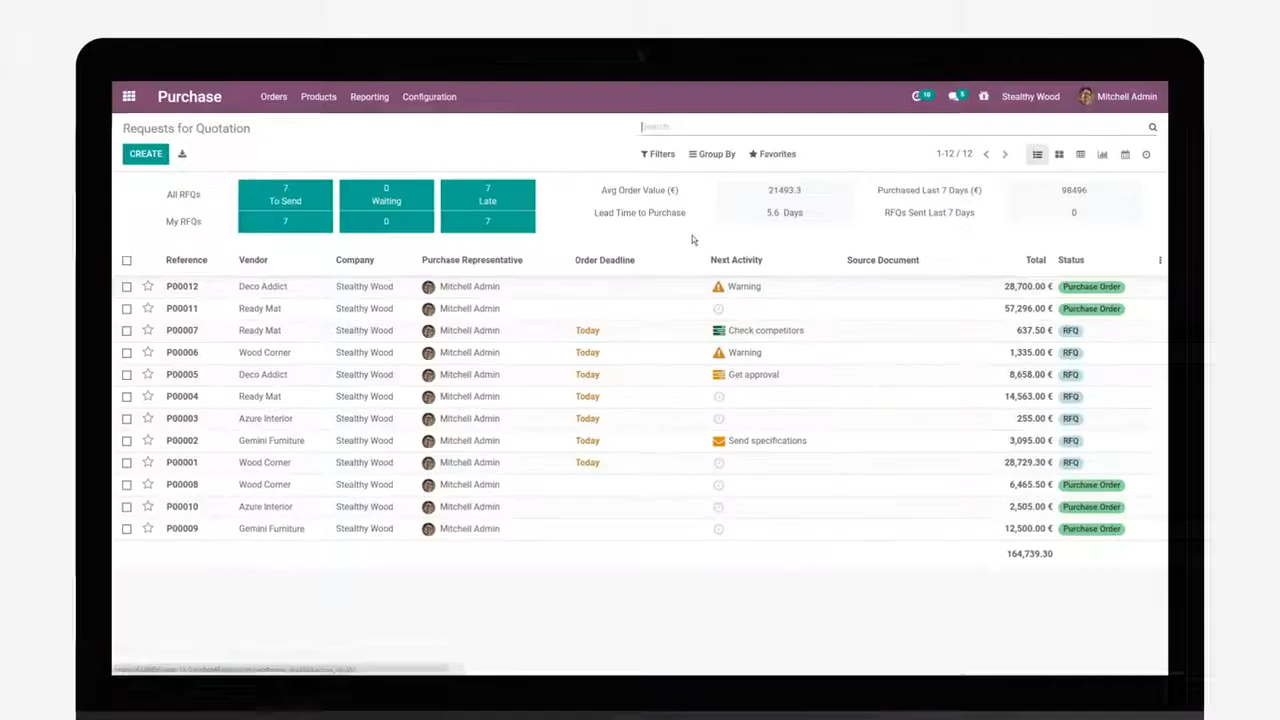 Purchase Orders Products Reporting Configuration 10 5 Stealthy Wood Mitchell Admin
Requests for Quotation Search...
CREATE Filters Group By Favorites 1-12 / 12
All RFQs 7 To Send 0 Waiting 7 Late Avg Order Value (€) 21493.3 Purchased Last 7 Days (€) 98496
My RFQs 7 0 7 Lead Time to Purchase 5.6 Days RFQs Sent Last 7 Days 0
Reference Vendor Company Purchase Representative Order Deadline Next Activity Source Document Total Status
P00012 Deco Addict Stealthy Wood Mitchell Admin Warning 28,700.00 € Purchase Order
P00011 Ready Mat Stealthy Wood Mitchell Admin 57,296.00 € Purchase Order
P00007 Ready Mat Stealthy Wood Mitchell Admin Today Check competitors 637.50 € RFQ
P00006 Wood Corner Stealthy Wood Mitchell Admin Today Warning 1,335.00 € RFQ
P00005 Deco Addict Stealthy Wood Mitchell Admin Today Get approval 8,658.00 € RFQ
P00004 Ready Mat Stealthy Wood Mitchell Admin Today 14,563.00 € RFQ
P00003 Azure Interior Stealthy Wood Mitchell Admin Today 255.00 € RFQ
P00002 Gemini Furniture Stealthy Wood Mitchell Admin Today Send specifications 3,095.00 € RFQ
P00001 Wood Corner Stealthy Wood Mitchell Admin Today 28,729.30 € RFQ
P00008 Wood Corner Stealthy Wood Mitchell Admin 6,465.50 € Purchase Order
P00010 Azure Interior Stealthy Wood Mitchell Admin 2,505.00 € Purchase Order
P00009 Gemini Furniture Stealthy Wood Mitchell Admin 12,500.00 € Purchase Order
164,739.30